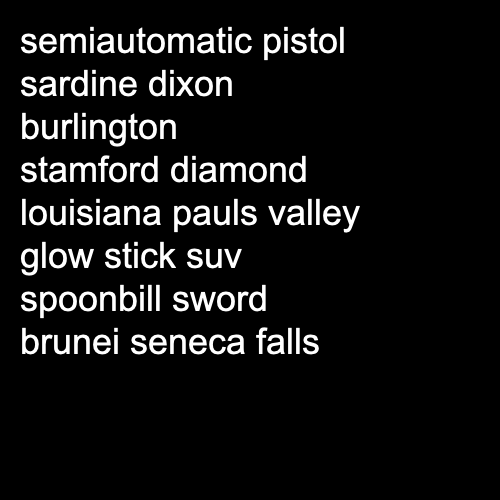 semiautomatic pistol
sardine dixon
burlington
stamford diamond
louisiana pauls valley
glow stick suv
spoonbill sword
brunei seneca falls